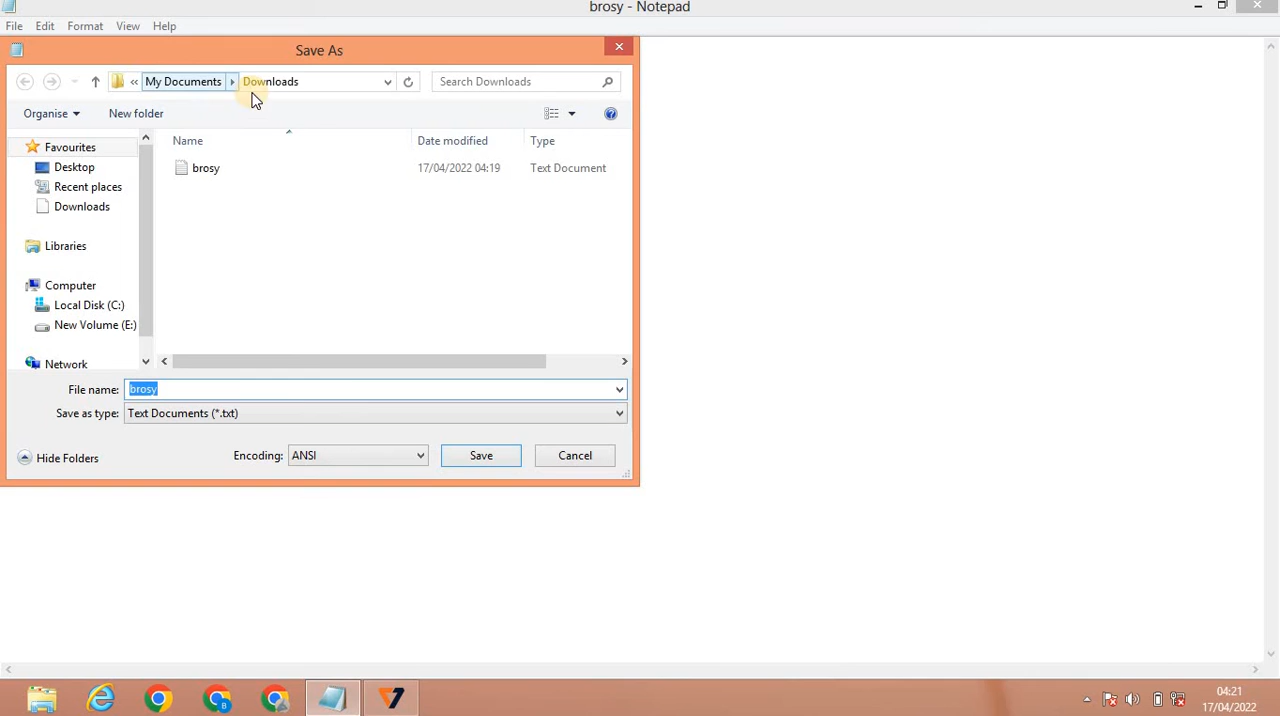 brosy - Notepad
File Edit Format View Help
Save As
« My Documents Downloads Search Downloads
Organise New folder
Name Date modified Type
Favourites
brosy 17/04/2022 04:19 Text Document
Desktop
Recent places
Downloads
Libraries
Computer
Local Disk (C:)
New Volume (E:)
Network
File name: brosy
Save as type: Text Documents (*.txt)
Hide Folders Encoding: ANSI Save Cancel
04:21
17/04/2022